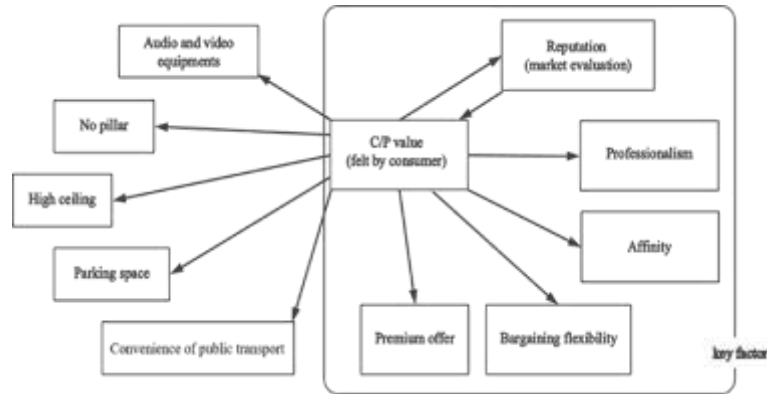 Audio and video
equipments
Reputation
(market evaluation)
No pillar
C/P value
(felt by consumer)
Professionalism
High ceiling
Affinity
Parking space
Convenience of public transport
Premium offer
Bargaining flexibility
key factor